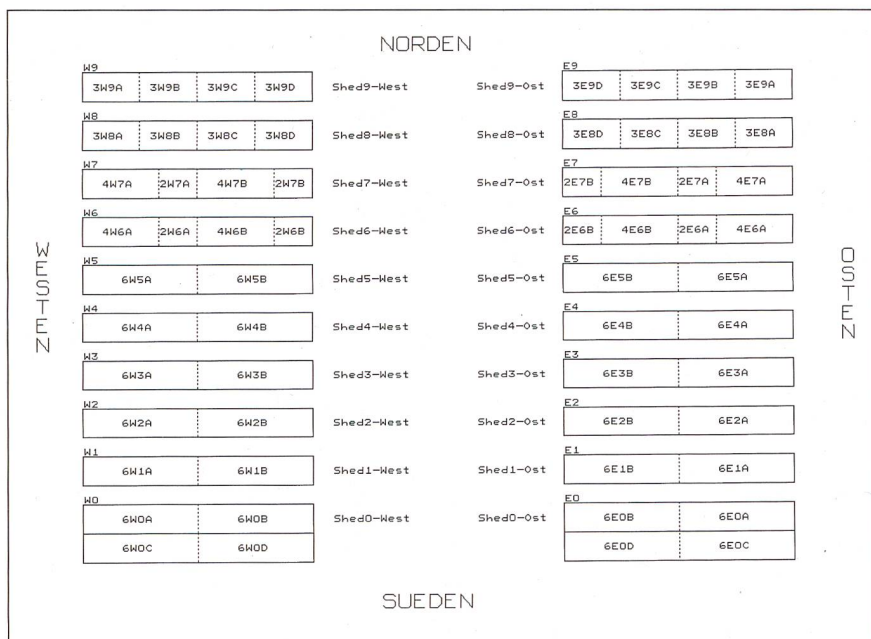 NORDEN
W9 E9
3W9A 3W9B 3W9C 3W9D Shed9-West Shed9-Ost 3E9D 3E9C 3E9B 3E9A
W8 E8
3W8A 3W8B 3W8C 3W8D Shed8-West Shed8-Ost 3E8D 3E8C 3E8B 3E8A
W7 E7
4W7A 2W7A 4W7B 2W7B Shed7-West Shed7-Ost 2E7B 4E7B 2E7A 4E7A
W6 E6
4W6A 2W6A 4W6B 2W6B Shed6-West Shed6-Ost 2E6B 4E6B 2E6A 4E6A
WESTEN
OSTEN
W5 E5
6W5A 6W5B Shed5-West Shed5-Ost 6E5B 6E5A
W4 E4
6W4A 6W4B Shed4-West Shed4-Ost 6E4B 6E4A
W3 E3
6W3A 6W3B Shed3-West Shed3-Ost 6E3B 6E3A
W2 E2
6W2A 6W2B Shed2-West Shed2-Ost 6E2B 6E2A
W1 E1
6W1A 6W1B Shed1-West Shed1-Ost 6E1B 6E1A
W0 E0
6W0A 6W0B Shed0-West Shed0-Ost 6E0B 6E0A
6W0C 6W0D 6E0D 6E0C
SUEDEN